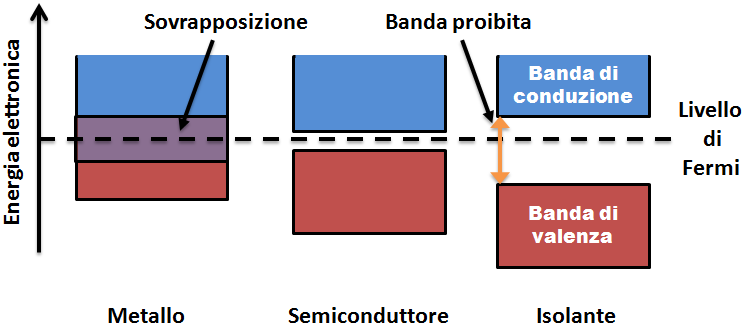 Sovrapposizione
Banda proibita
Energia elettronica
Banda di
conduzione
Livello
di
Fermi
Banda di
valenza
Metallo
Semiconduttore
Isolante